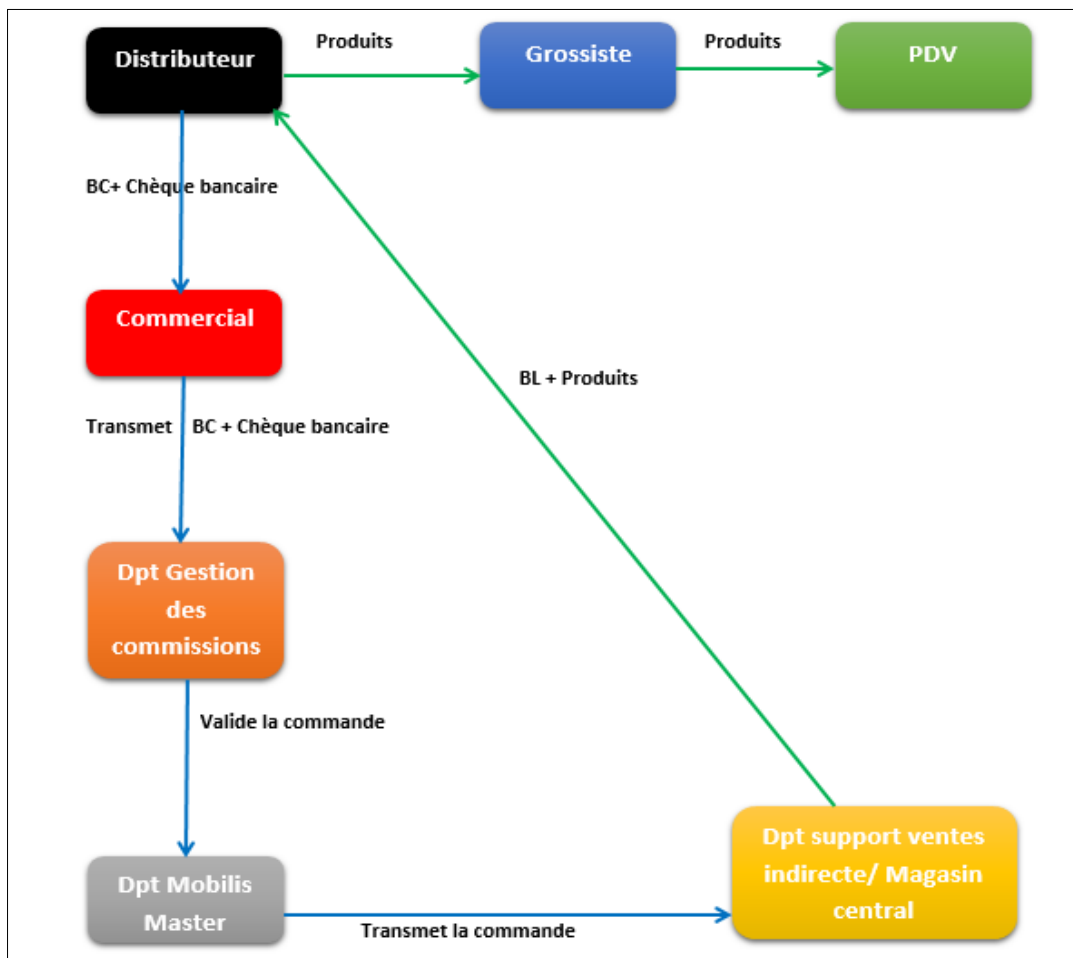 Produits
Produits
Distributeur
Grossiste
PDV
BC+ Chèque bancaire
Commercial
BL + Produits
Transmet BC + Chèque bancaire
Dpt Gestion
des
commissions
Valide la commande
Dpt support ventes
indirecte/ Magasin
central
Dpt Mobilis
Master
Transmet la commande